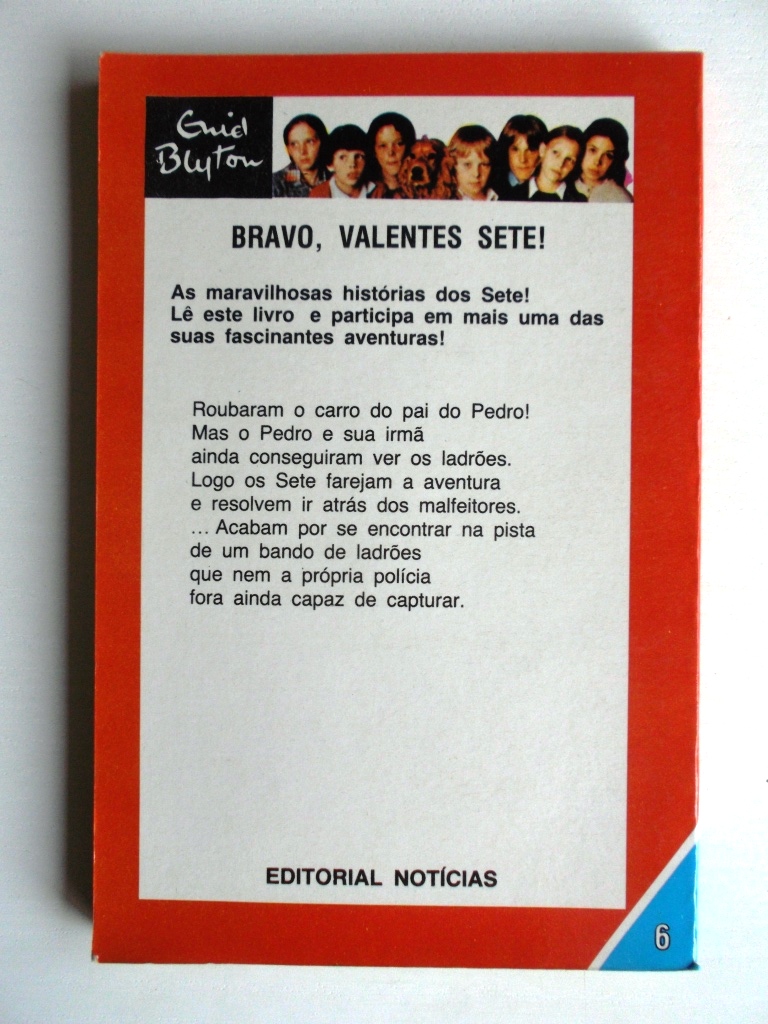 Enid
Blyton
BRAVO, VALENTES SETE!
As maravilhosas histórias dos Sete!
Lê este livro e participa em mais uma das
suas fascinantes aventuras!
Roubaram o carro do pai do Pedro!
Mas o Pedro e sua irmã
ainda conseguiram ver os ladrões.
Logo os Sete farejam a aventura
e resolvem ir atrás dos malfeitores.
... Acabam por se encontrar na pista
de um bando de ladrões
que nem a própria polícia
fora ainda capaz de capturar.
EDITORIAL NOTÍCIAS
6